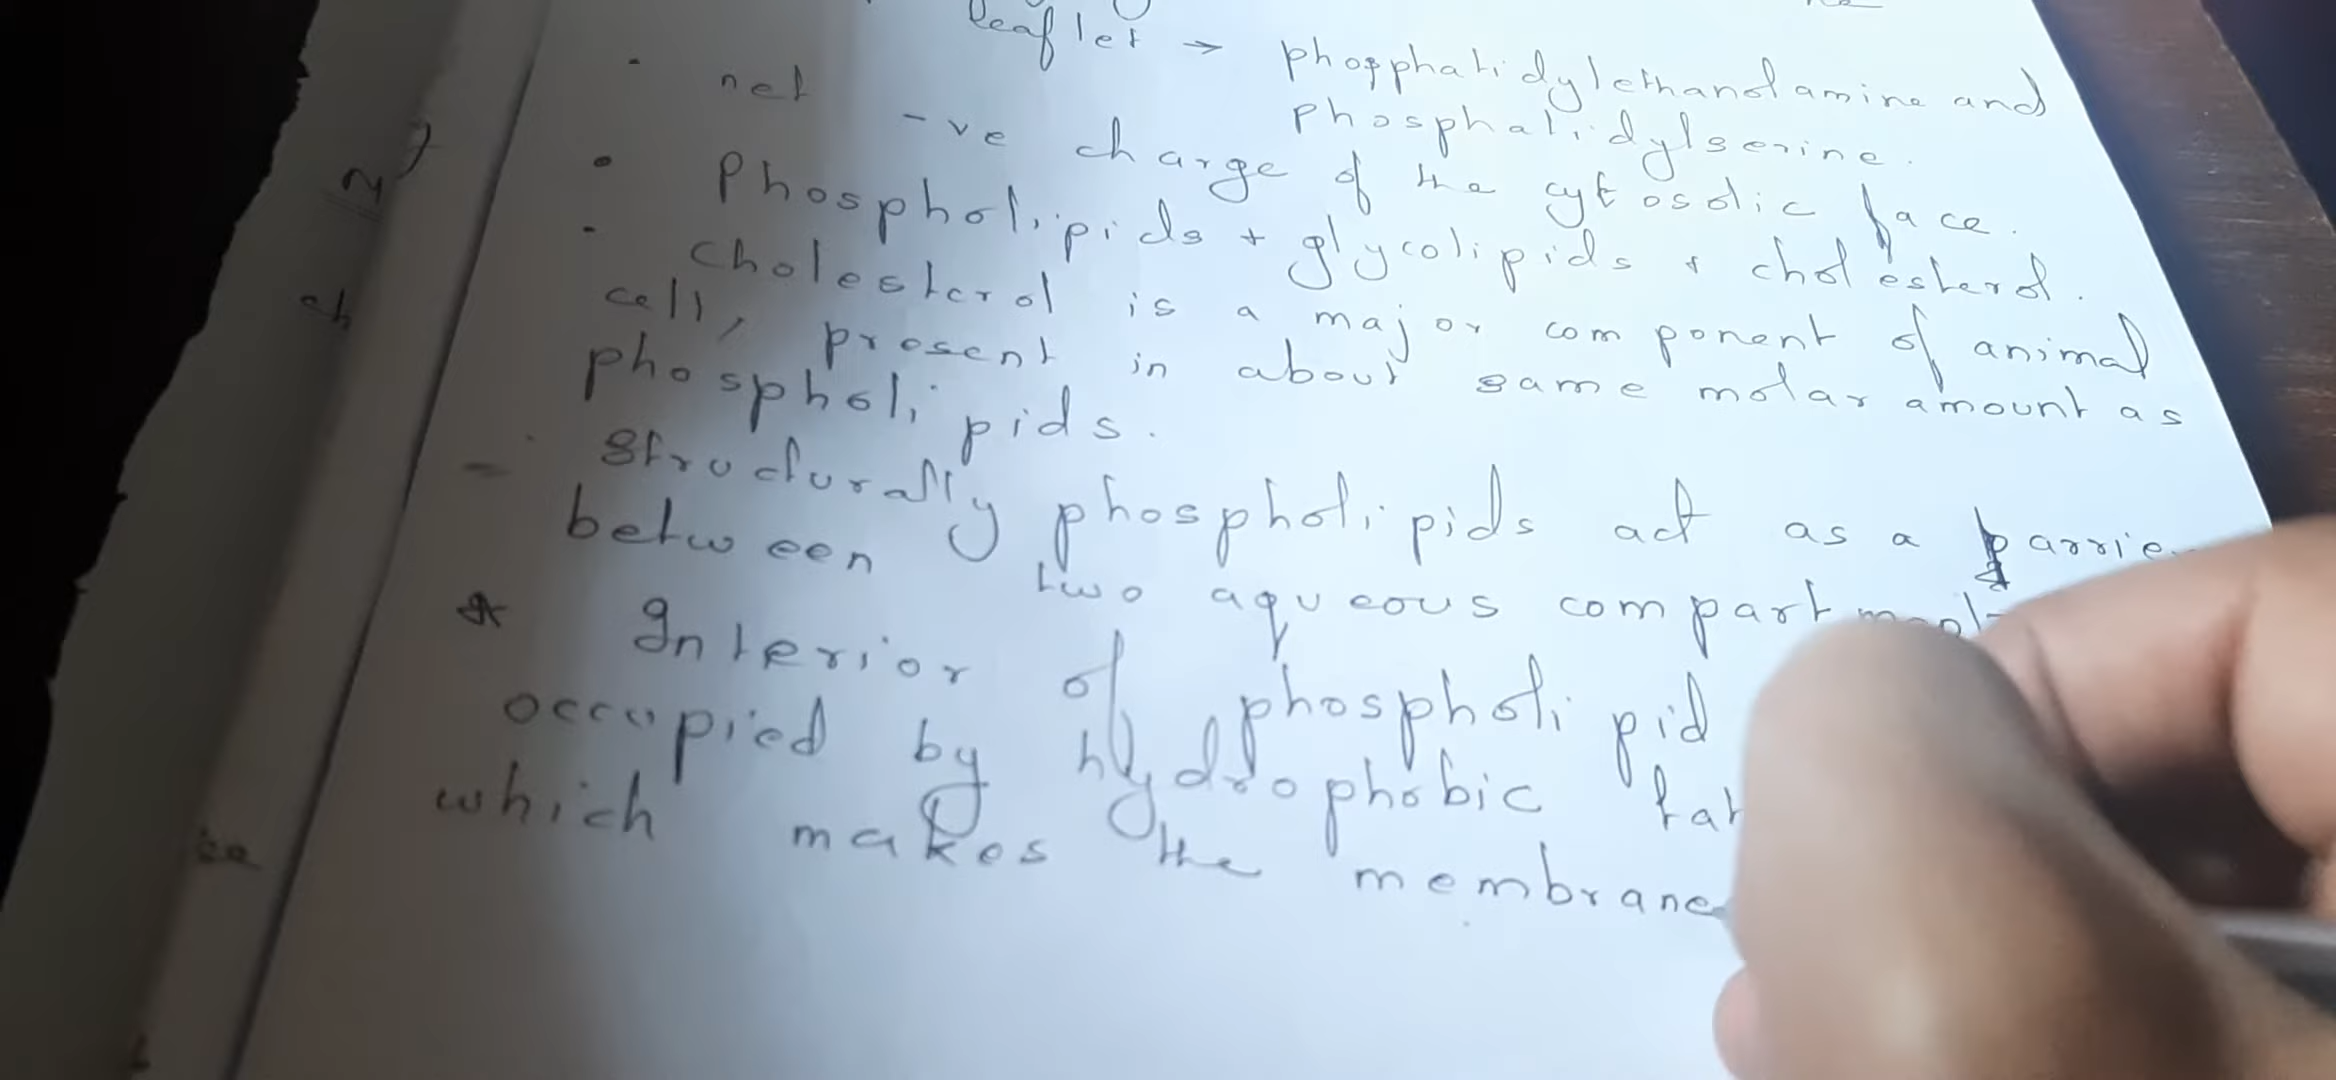 leaflet → phosphatidylethanolamine and
phosphatidylserine.
• net -ve charge of the cytosolic face.
• Phospholipids + glycolipids + cholesterol.
• Cholesterol is a major component of animal
cell, present in about same molar amount as
phospholipids.
- Structurally phospholipids act as a
between two aqueous
* Interior of phospholipid
occupied by hydrophobic
which makes the membrane